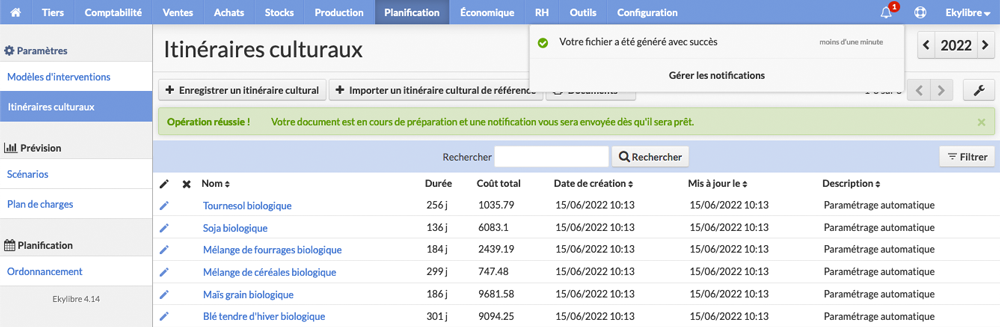 Tiers Comptabilité Ventes Achats Stocks Production Planification Économique RH Outils Configuration 1 Ekylibre
Paramètres
Modèles d'interventions
Itinéraires culturaux
Prévision
Scénarios
Plan de charges
Planification
Ordonnancement
Ekylibre 4.14
Itinéraires culturaux
Votre fichier a été généré avec succès moins d'une minute
Gérer les notifications
2022
Enregistrer un itinéraire cultural Importer un itinéraire cultural de référence
Opération réussie ! Votre document est en cours de préparation et une notification vous sera envoyée dès qu'il sera prêt.
Rechercher Rechercher Filtrer
Nom Durée Coût total Date de création Mis à jour le Description
Tournesol biologique 256 j 1035.79 15/06/2022 10:13 15/06/2022 10:13 Paramétrage automatique
Soja biologique 136 j 6083.1 15/06/2022 10:13 15/06/2022 10:13 Paramétrage automatique
Mélange de fourrages biologique 184 j 2439.19 15/06/2022 10:13 15/06/2022 10:13 Paramétrage automatique
Mélange de céréales biologique 299 j 747.48 15/06/2022 10:13 15/06/2022 10:13 Paramétrage automatique
Maïs grain biologique 186 j 9681.58 15/06/2022 10:13 15/06/2022 10:13 Paramétrage automatique
Blé tendre d'hiver biologique 301 j 9094.25 15/06/2022 10:13 15/06/2022 10:13 Paramétrage automatique